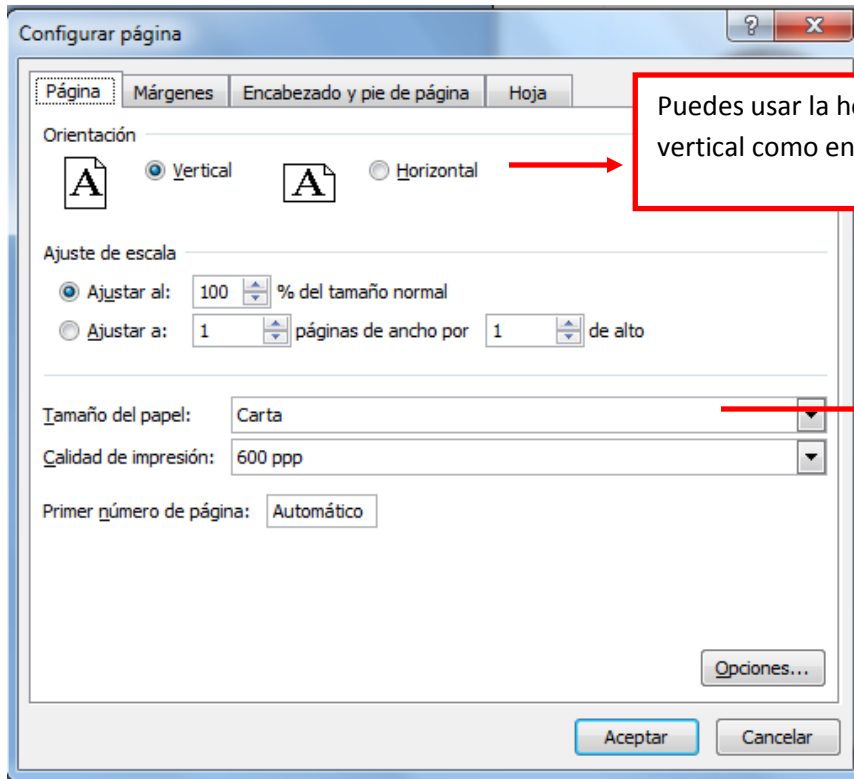 Configurar página
Página Márgenes Encabezado y pie de página Hoja
Puedes usar la
vertical como en
Orientación
A Vertical A Horizontal
Ajuste de escala
Ajustar al: 100 % del tamaño normal
Ajustar a: 1 páginas de ancho por 1 de alto
Tamaño del papel: Carta
Calidad de impresión: 600 ppp
Primer número de página: Automático
Opciones...
Aceptar Cancelar